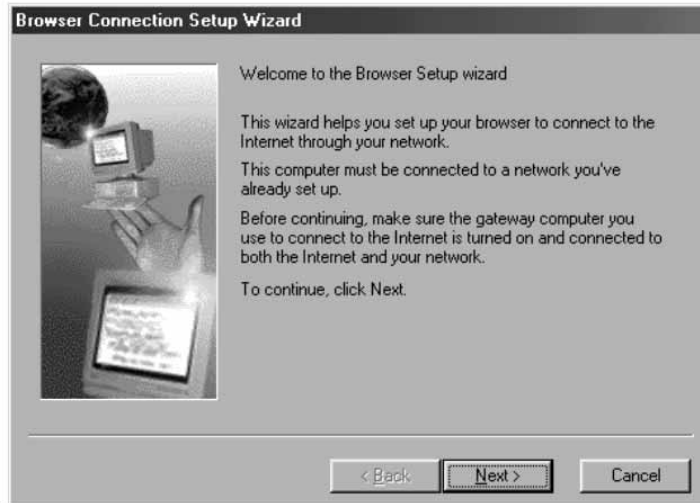 Browser Connection Setup Wizard
Welcome to the Browser Setup wizard
This wizard helps you set up your browser to connect to the
Internet through your network.
This computer must be connected to a network you've
already set up.
Before continuing, make sure the gateway computer you
use to connect to the Internet is turned on and connected to
both the Internet and your network.
To continue, click Next.
< Back
Next >
Cancel